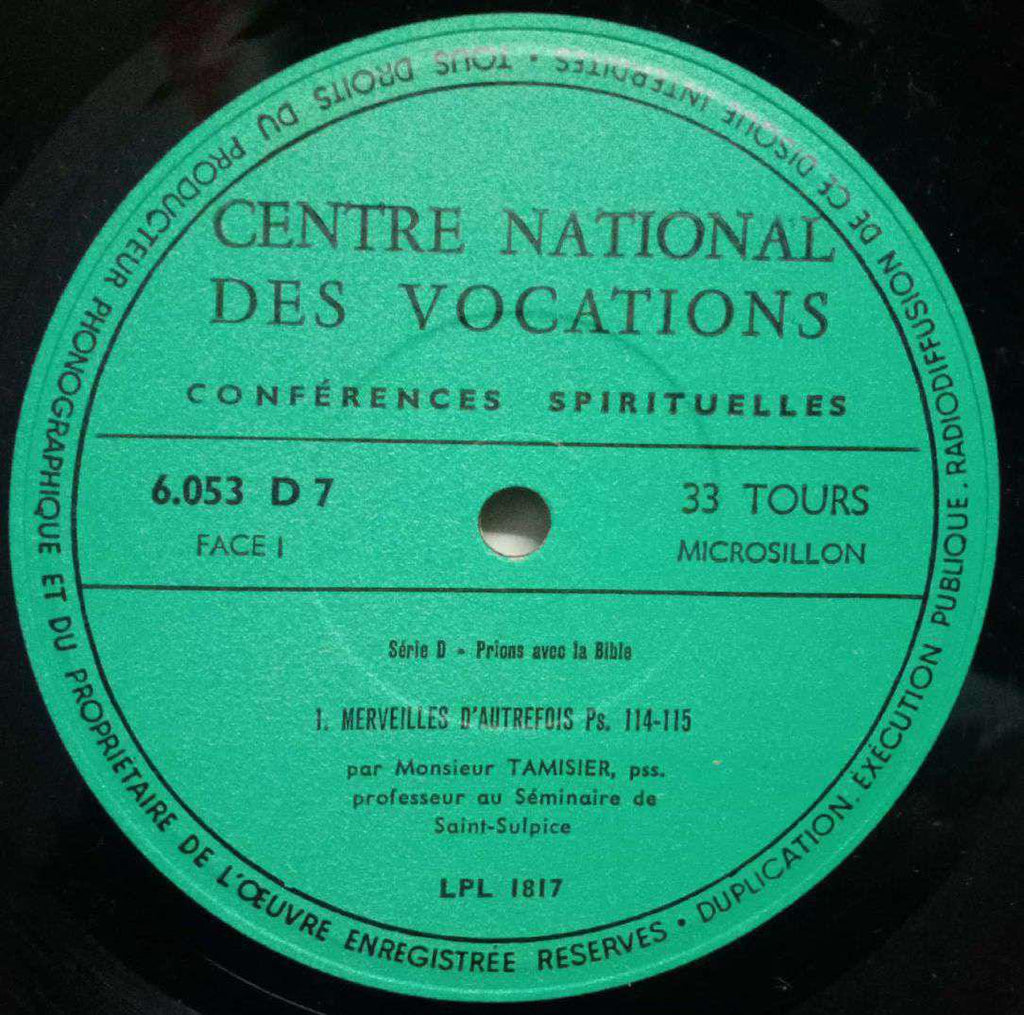 CENTRE NATIONAL
DES VOCATIONS
CONFÉRENCES SPIRITUELLES
6.053 D 7
FACE I
33 TOURS
MICROSILLON
Série D - Prions avec la Bible
1. MERVEILLES D'AUTREFOIS Ps. 114-115
par Monsieur TAMISIER, pss.
professeur au Séminaire de
Saint-Sulpice
LPL 1817
TOUS DROITS DU PRODUCTEUR PHONOGRAPHIQUE ET DU PROPRIETAIRE DE L'ŒUVRE ENREGISTRÉE RESERVES • DUPLICATION. EXÉCUTION PUBLIQUE. RADIODIFFUSION DE CE DISQUE INTERDITES •